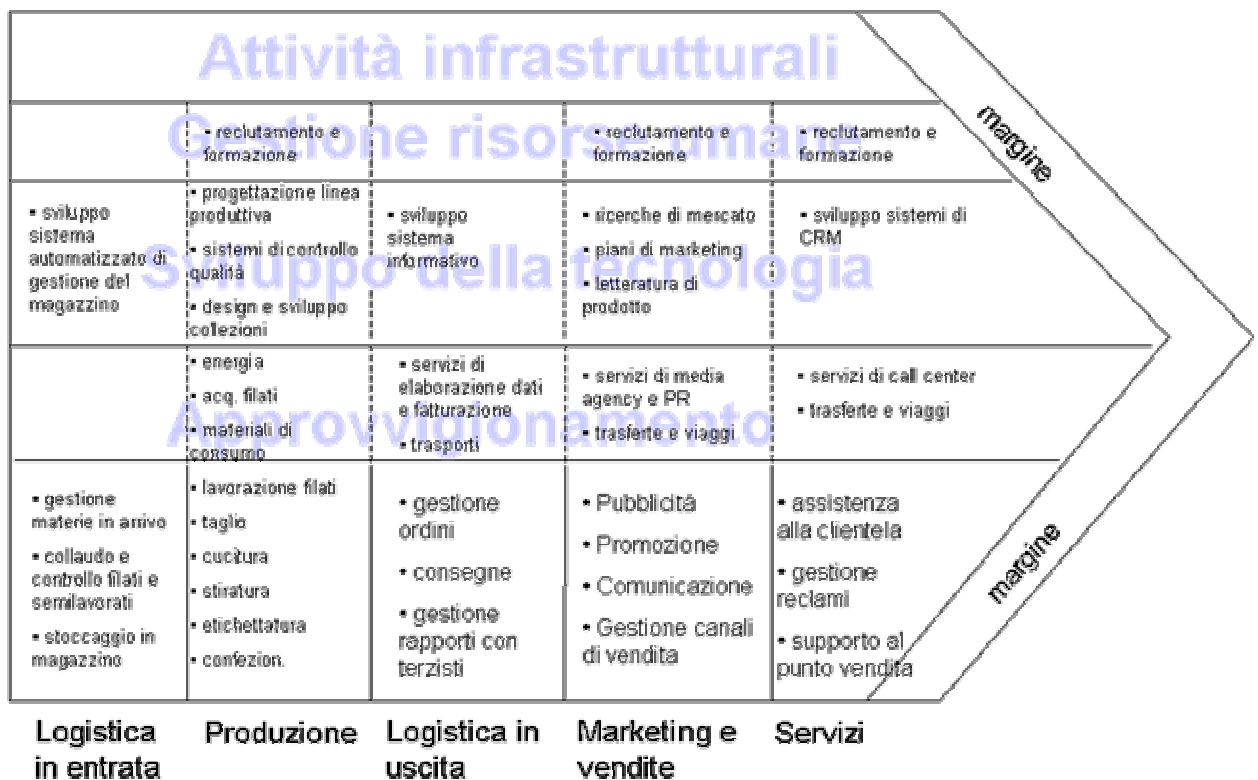 Attività infrastrutturali
margine
Gestione risorse umane
▪ reclutamento e
formazione
▪ reclutamento e
formazione
▪ reclutamento e
formazione
Sviluppo della tecnologia
▪ sviluppo
sistema
automatizzato di
gestione del
magazzino
▪ progettazione linea
produttiva
▪ sistemi di controllo
qualità
▪ design e sviluppo
collezioni
▪ sviluppo
sistema
informativo
▪ ricerche di mercato
▪ piani di marketing
▪ letteratura di
prodotto
▪ sviluppo sistemi di
CRM
Approvvigionamento
▪ energia
▪ acq. filati
▪ materiali di
consumo
▪ servizi di
elaborazione dati
e fatturazione
▪ trasporti
▪ servizi di media
agency e PR
▪ trasferte e viaggi
▪ servizi di call center
▪ trasferte e viaggi
▪ gestione
materie in arrivo
▪ collaudo e
controllo filati e
semilavorati
▪ stoccaggio in
magazzino
▪ lavorazione filati
▪ taglio
▪ cucitura
▪ stiratura
▪ etichettatura
▪ confezion.
• gestione
ordini
• consegne
• gestione
rapporti con
terzisti
• Pubblicità
• Promozione
• Comunicazione
• Gestione canali
di vendita
• assistenza
alla clientela
• gestione
reclami
• supporto al
punto vendita
margine
Logistica
in entrata
Produzione
Logistica in
uscita
Marketing e
vendite
Servizi